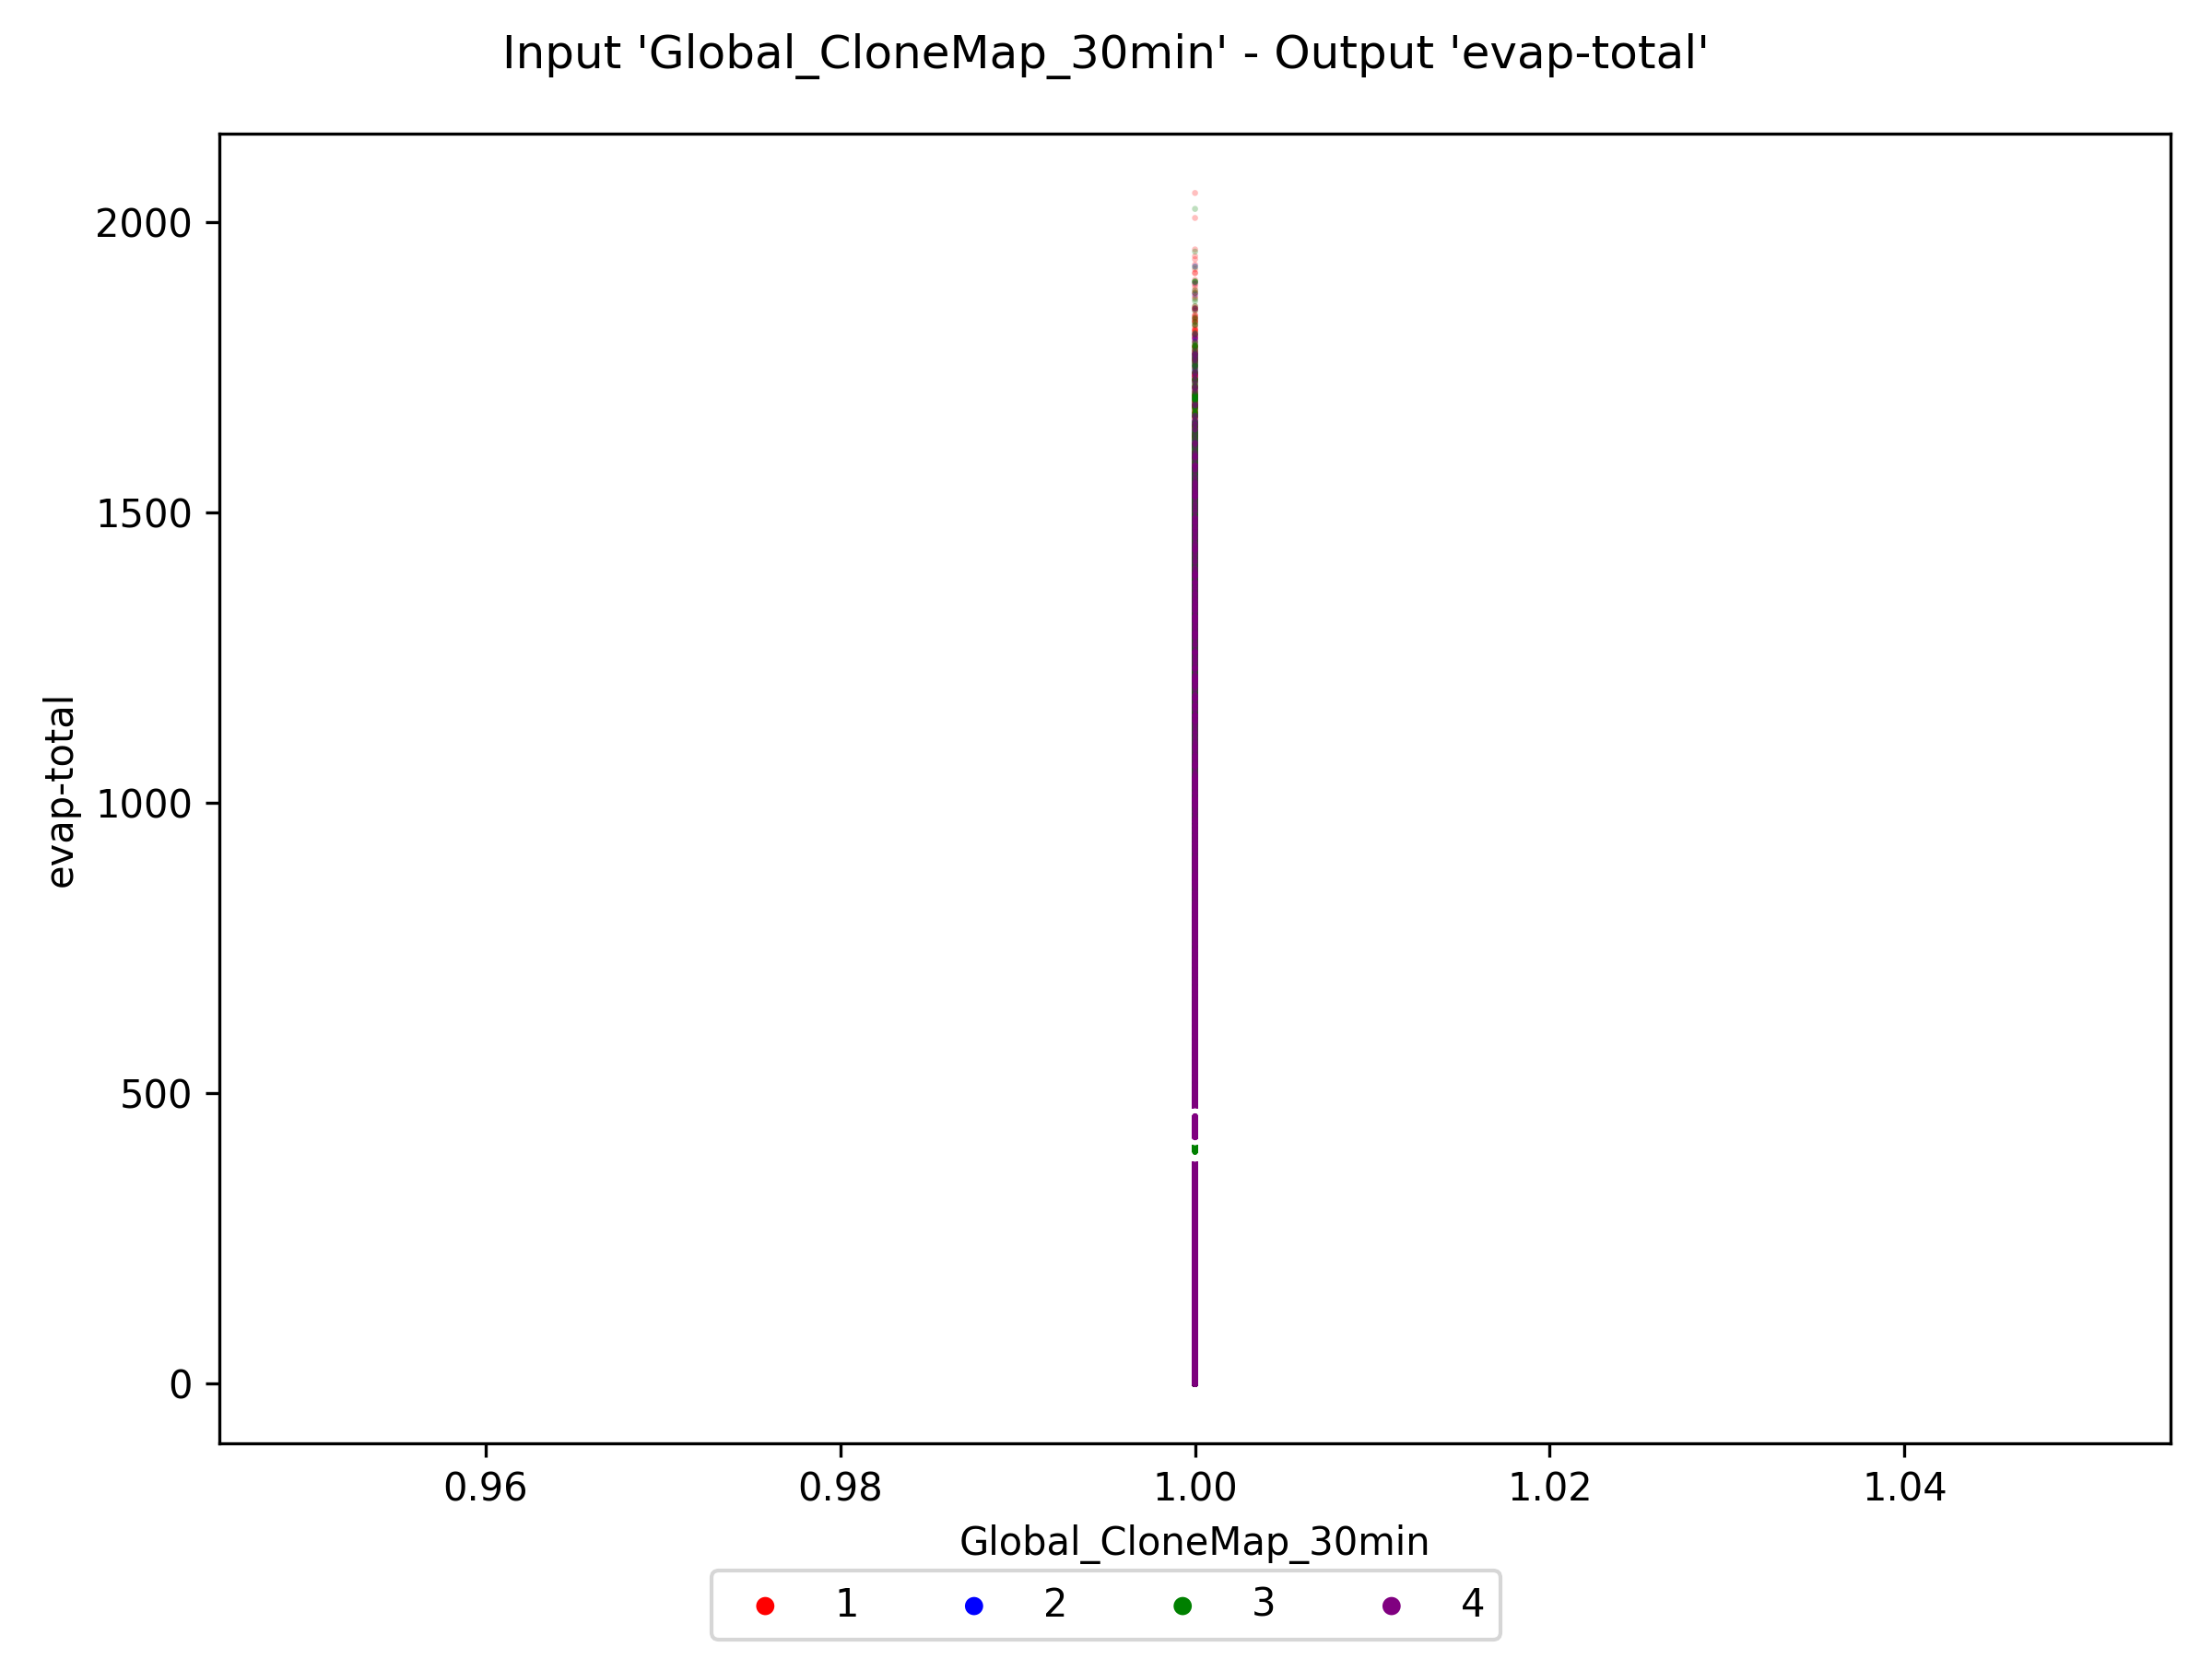 Input 'Global_CloneMap_30min' - Output 'evap-total'
2000
1500
1000
500
0
evap-total
0.96 0.98 1.00 1.02 1.04
Global_CloneMap_30min
1 2 3 4